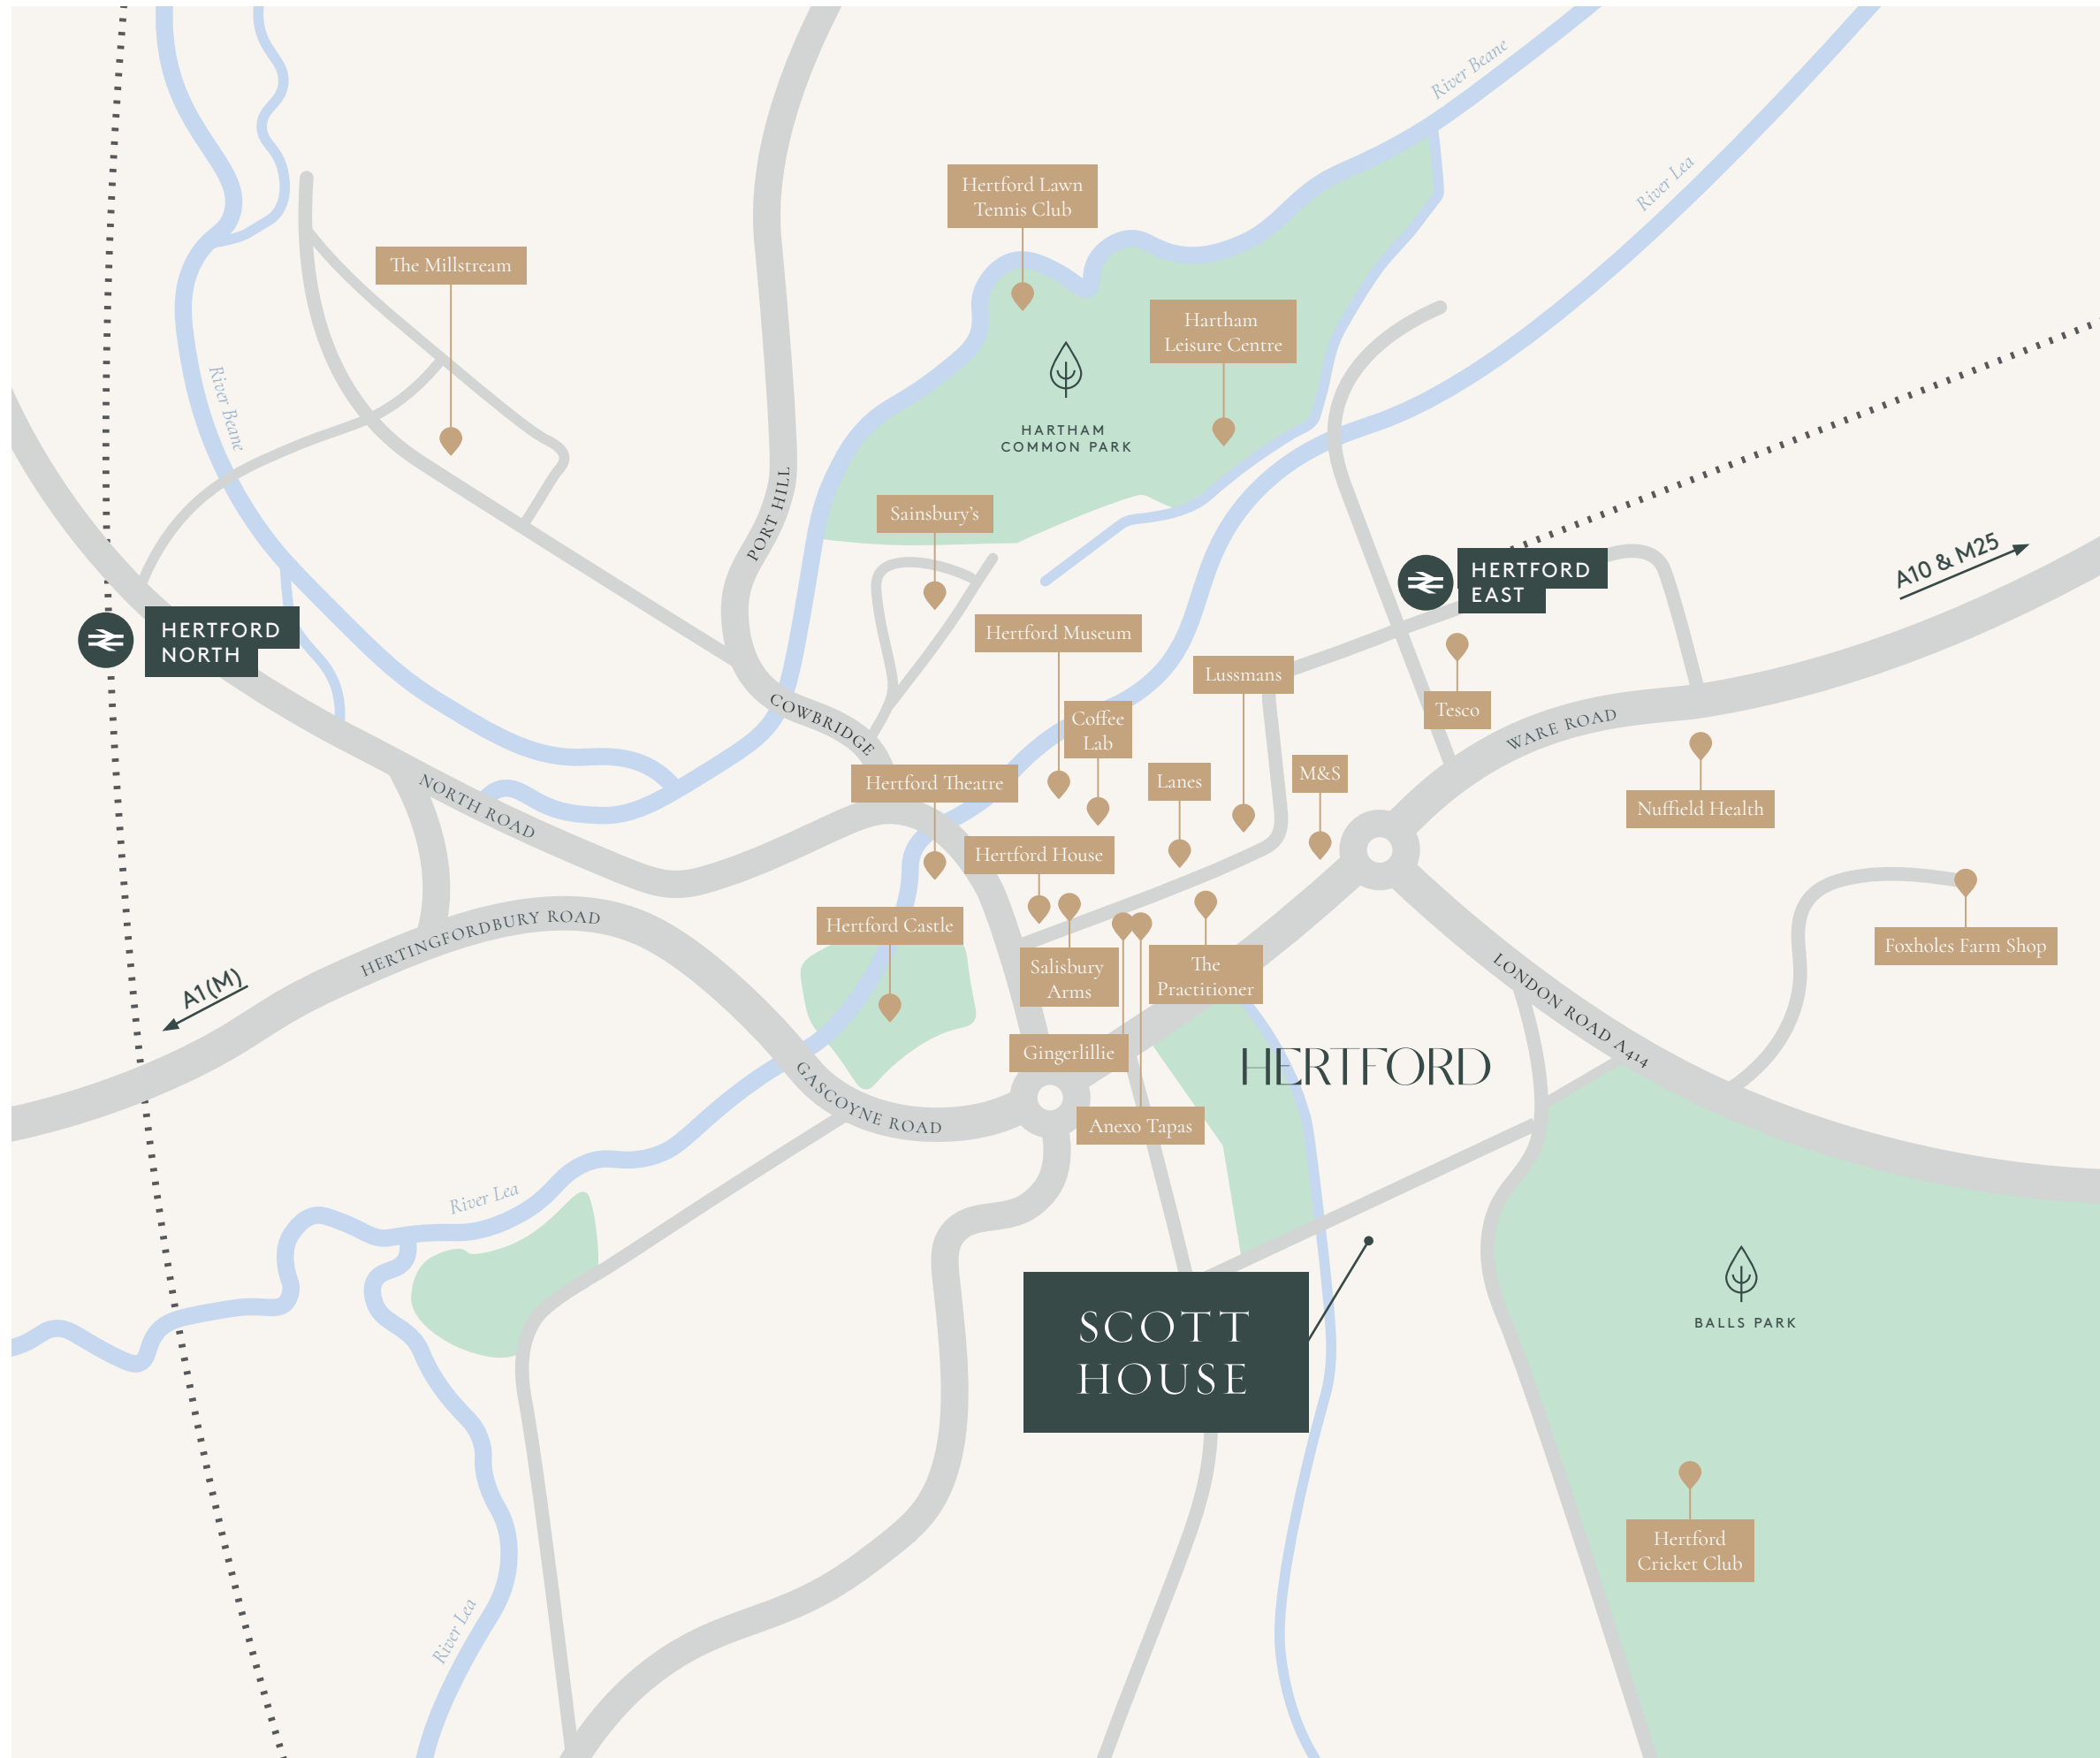 River Beane
River Lea
Hertford Lawn
Tennis Club
The Millstream
Hartham
Leisure Centre
River Beane
HARTHAM
COMMON PARK
PORT HILL
Sainsbury's
HERTFORD
EAST
A10 & M25
HERTFORD
NORTH
Hertford Museum
Lussmans
Tesco
COWBRIDGE
Coffee
Lab
WARE ROAD
Hertford Theatre
Lanes
M&S
NORTH ROAD
Nuffield Health
Hertford House
HERTINGFORDBURY ROAD
Hertford Castle
Foxholes Farm Shop
A1(M)
Salisbury
Arms
The
Practitioner
LONDON ROAD A414
Gingerlillie
HERTFORD
GASCOYNE ROAD
Anexo Tapas
River Lea
SCOTT
HOUSE
BALLS PARK
Hertford
Cricket Club
River Lea